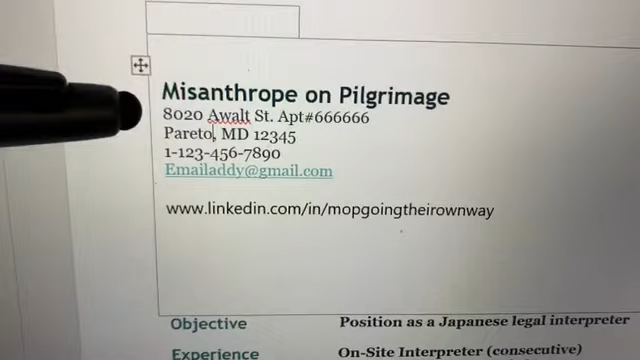 Misanthrope on Pilgrimage
8020 Awalt St. Apt#666666
Pareto, MD 12345
1-123-456-7890
Emailaddy@gmail.com
www.linkedin.com/in/mopgoingtheirownway
Objective Position as a Japanese legal interpreter
Experience On-Site Interpreter (consecutive)